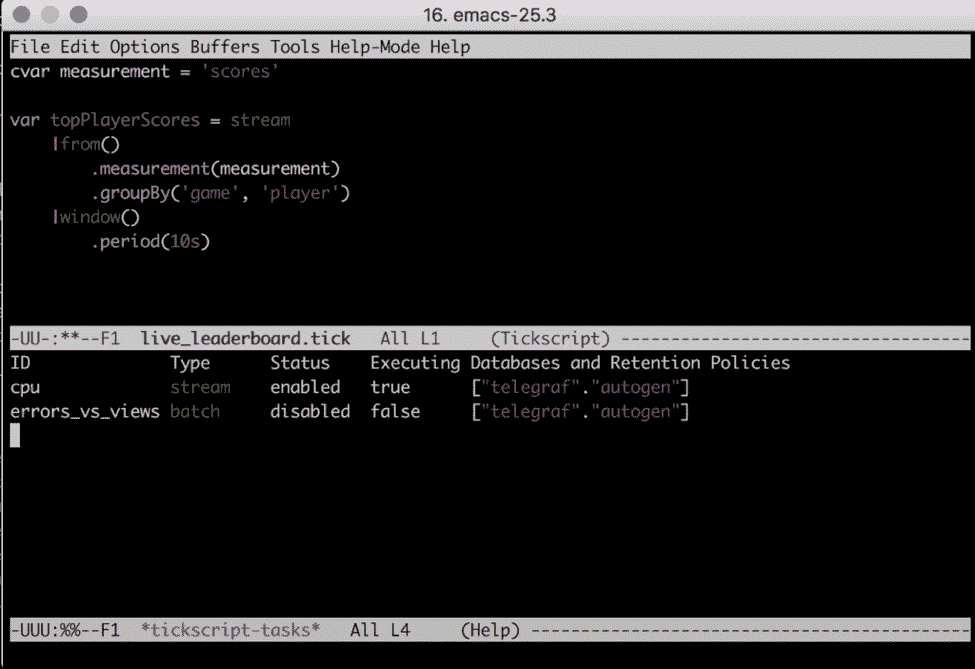 16. emacs-25.3
File Edit Options Buffers Tools Help-Mode Help
cvar measurement = 'scores'
var topPlayerScores = stream
|from()
.measurement(measurement)
.groupBy('game', 'player')
|window()
.period(10s)
-UU-:**--F1  live_leaderboard.tick   All L1     (Tickscript) -----------------------------------
ID              Type      Status    Executing Databases and Retention Policies
cpu             stream    enabled   true      ["telegraf"."autogen"]
errors_vs_views batch     disabled  false     ["telegraf"."autogen"]
-UUU:%%--F1  *tickscript-tasks*   All L4     (Help) --------------------------------------------